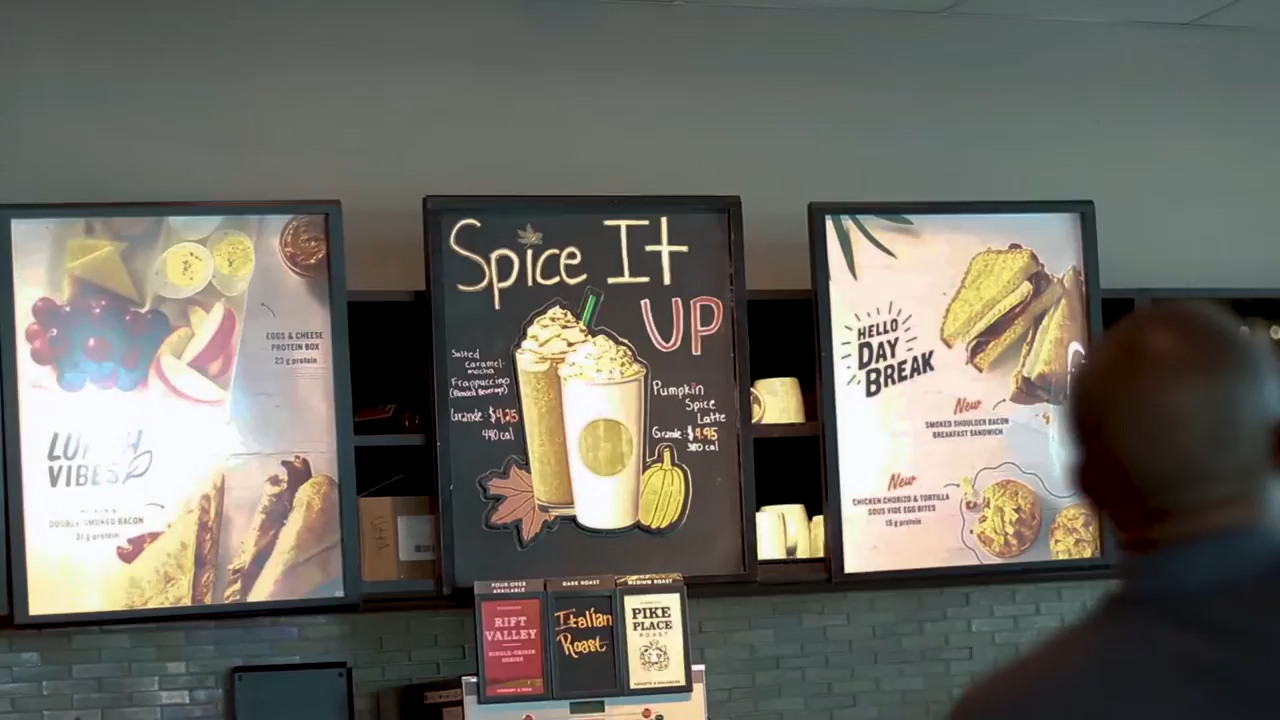 EGGS & CHEESE
PROTEIN BOX
23 g protein
VIBES
DOUBLE-SMOKED BACON
31 g protein
Spice It
UP
Salted
caramel-
mocha
Frappuccino
(Blended Beverage)
Grande: $4.25
440 cal
Pumpkin
Spice
Latte
Grande: $4.95
380 cal
HELLO
DAY
BREAK
New
SMOKED SHOULDER BACON
BREAKFAST SANDWICH
New
CHICKEN CHORIZO & TORTILLA
SOUS VIDE EGG BITES
15 g protein
POUR-OVER
AVAILABLE
RIFT
VALLEY
SINGLE-ORIGIN
SERIES
DARK ROAST
Italian
Roast
MEDIUM ROAST
PIKE
PLACE
ROAST